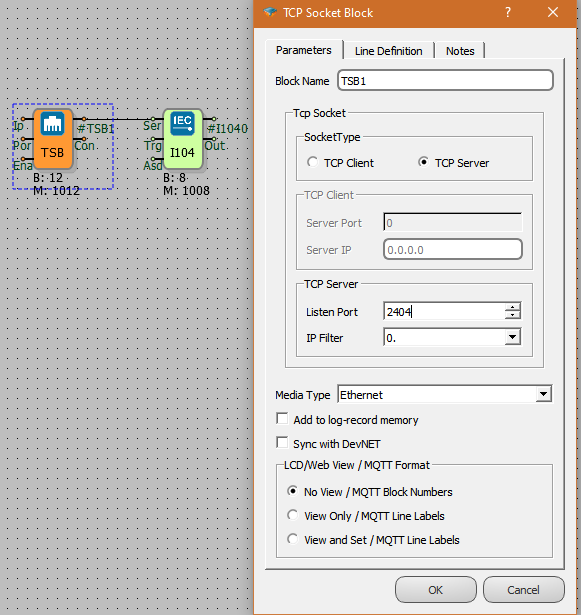 TCP Socket Block
? ✕
Parameters Line Definition Notes
Block Name TSB1
Tcp Socket
SocketType
TCP Client TCP Server
TCP Client
Server Port 0
Server IP 0.0.0.0
TCP Server
Listen Port 2404
IP Filter 0.
Media Type Ethernet
Add to log-record memory
Sync with DevNET
LCD/Web View / MQTT Format
No View / MQTT Block Numbers
View Only / MQTT Line Labels
View and Set / MQTT Line Labels
OK Cancel
Ip #TSB1
Por Con
Ena
TSB
B: 12
M: 1012
Ser #I1040
Trg Out
Asd
IEC
I104
B: 8
M: 1008